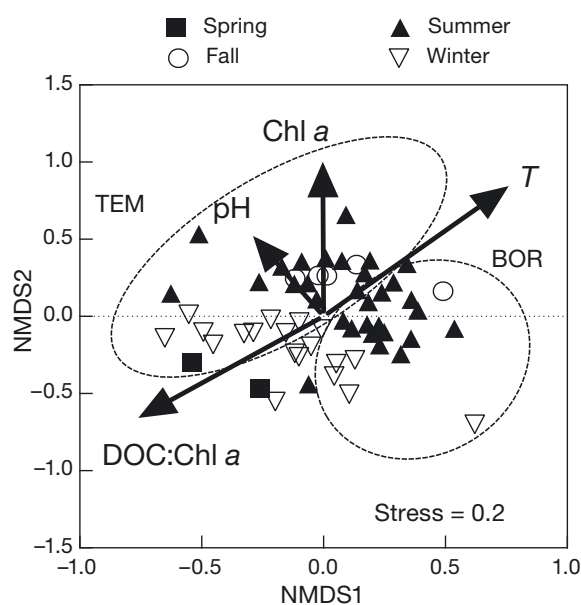 Spring
Summer
Fall
Winter
1.5
1.0
0.5
0.0
−0.5
−1.0
−1.5
NMDS2
Chl a
T
TEM
pH
BOR
DOC:Chl a
Stress = 0.2
−1.0
−0.5
0.0
0.5
1.0
NMDS1